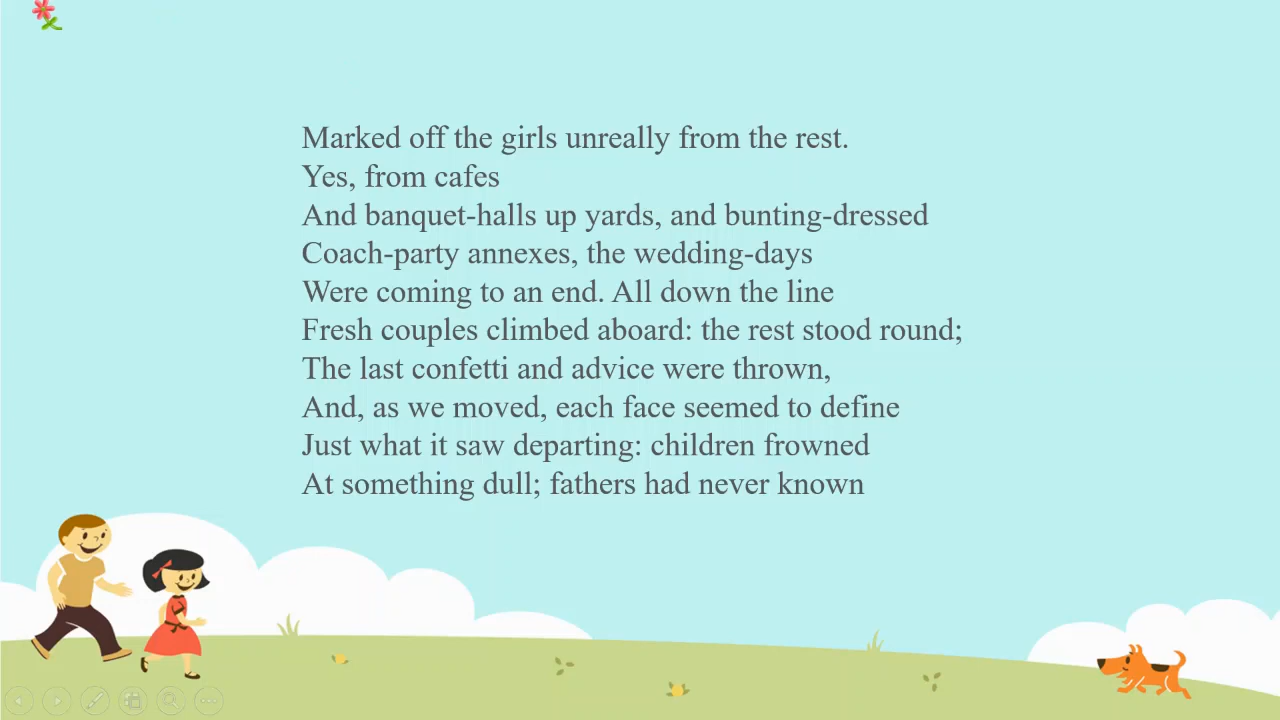 Marked off the girls unreally from the rest.
Yes, from cafes
And banquet-halls up yards, and bunting-dressed
Coach-party annexes, the wedding-days
Were coming to an end. All down the line
Fresh couples climbed aboard: the rest stood round;
The last confetti and advice were thrown,
And, as we moved, each face seemed to define
Just what it saw departing: children frowned
At something dull; fathers had never known